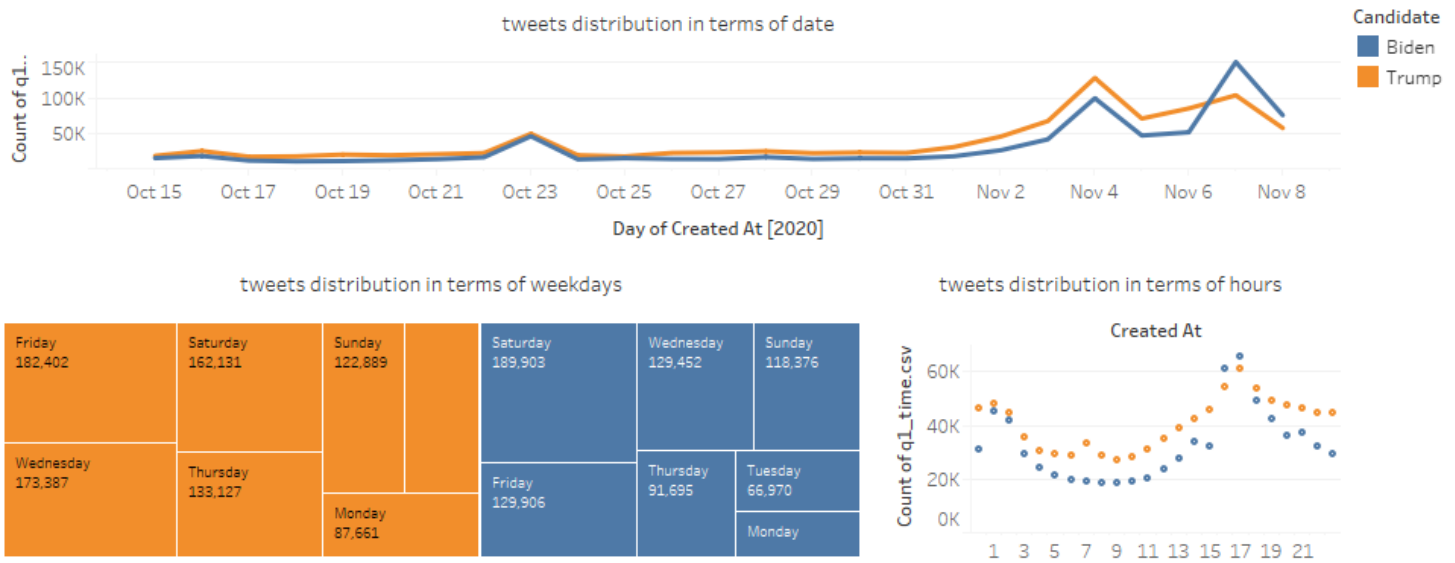 tweets distribution in terms of date
Candidate
Biden
Trump
Count of q1..
150K
100K
50K
Oct 15 Oct 17 Oct 19 Oct 21 Oct 23 Oct 25 Oct 27 Oct 29 Oct 31 Nov 2 Nov 4 Nov 6 Nov 8
Day of Created At [2020]
tweets distribution in terms of weekdays
Friday
182,402
Saturday
162,131
Sunday
122,889
Wednesday
173,387
Thursday
133,127
Monday
87,661
Saturday
189,903
Wednesday
129,452
Sunday
118,376
Friday
129,906
Thursday
91,695
Tuesday
66,970
Monday
tweets distribution in terms of hours
Created At
Count of q1_time.csv
60K
40K
20K
0K
1 3 5 7 9 11 13 15 17 19 21